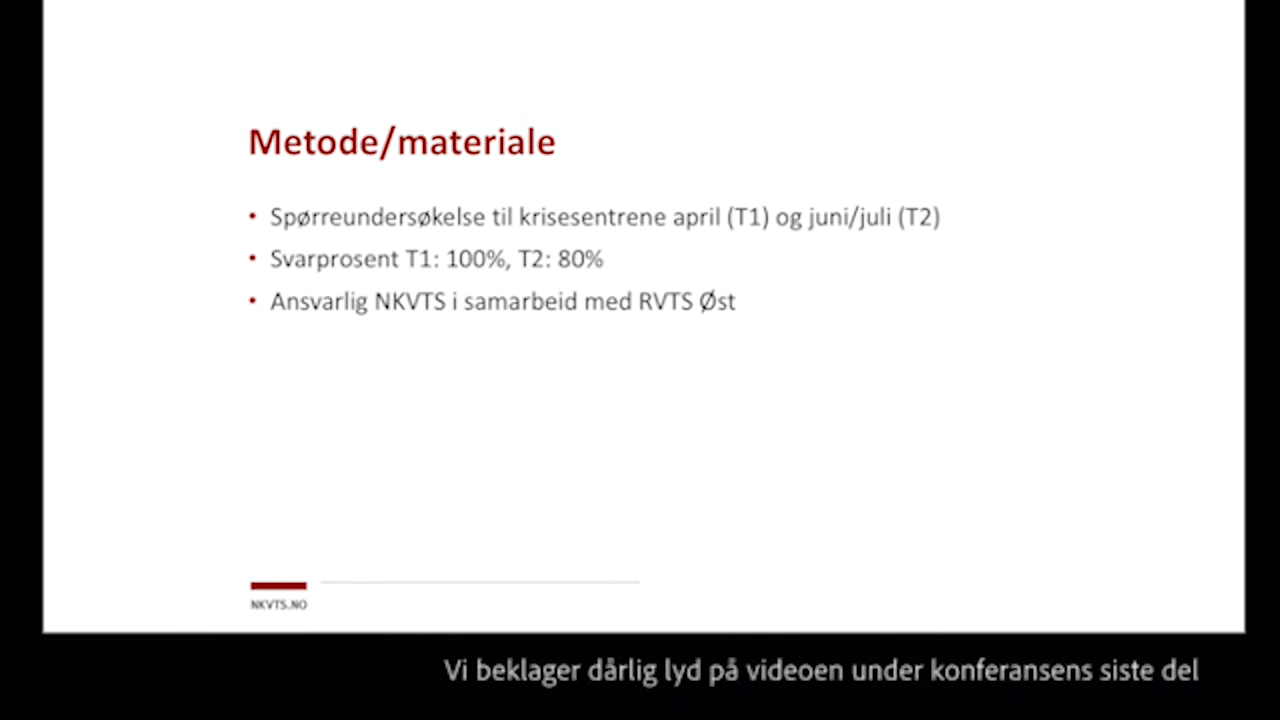 Metode/materiale
• Spørreundersøkelse til krisesentrene april (T1) og juni/juli (T2)
• Svarprosent T1: 100%, T2: 80%
• Ansvarlig NKVTS i samarbeid med RVTS Øst
NKVTS.NO
Vi beklager dårlig lyd på videoen under konferansens siste del